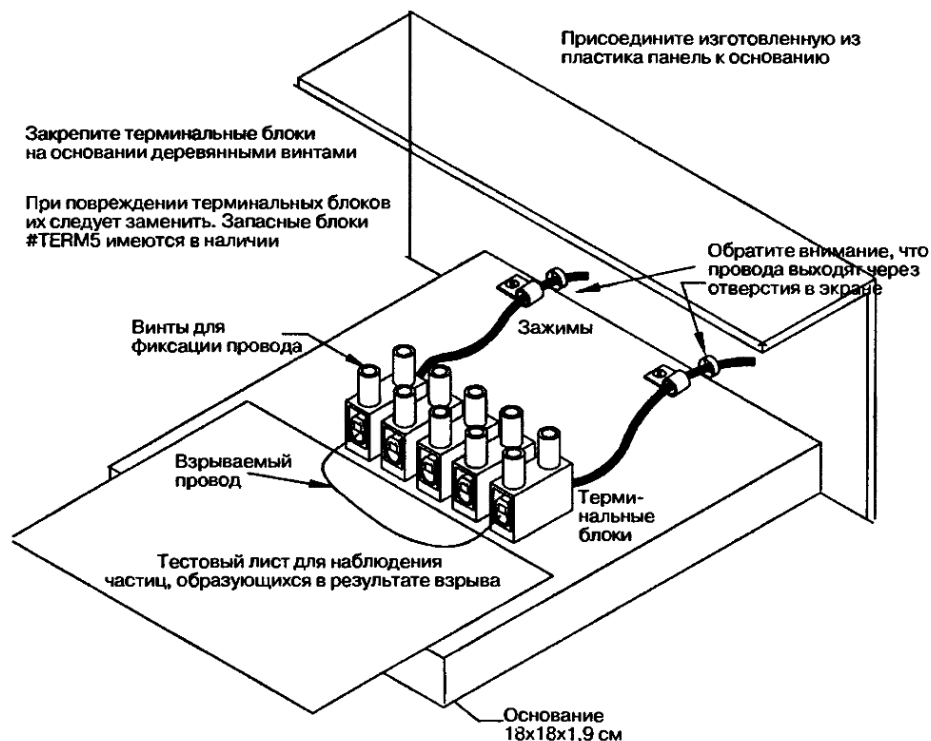 Присоедините изготовленную из
пластика панель к основанию
Закрепите терминальные блоки
на основании деревянными винтами
При повреждении терминальных блоков
их следует заменить. Запасные блоки
#TERM5 имеются в наличии
Обратите внимание, что
провода выходят через
отверстия в экране
Зажимы
Винты для
фиксации провода
Взрываемый
провод
Терми-
нальные
блоки
Тестовый лист для наблюдения
частиц, образующихся в результате взрыва
Основание
18x18x1,9 см